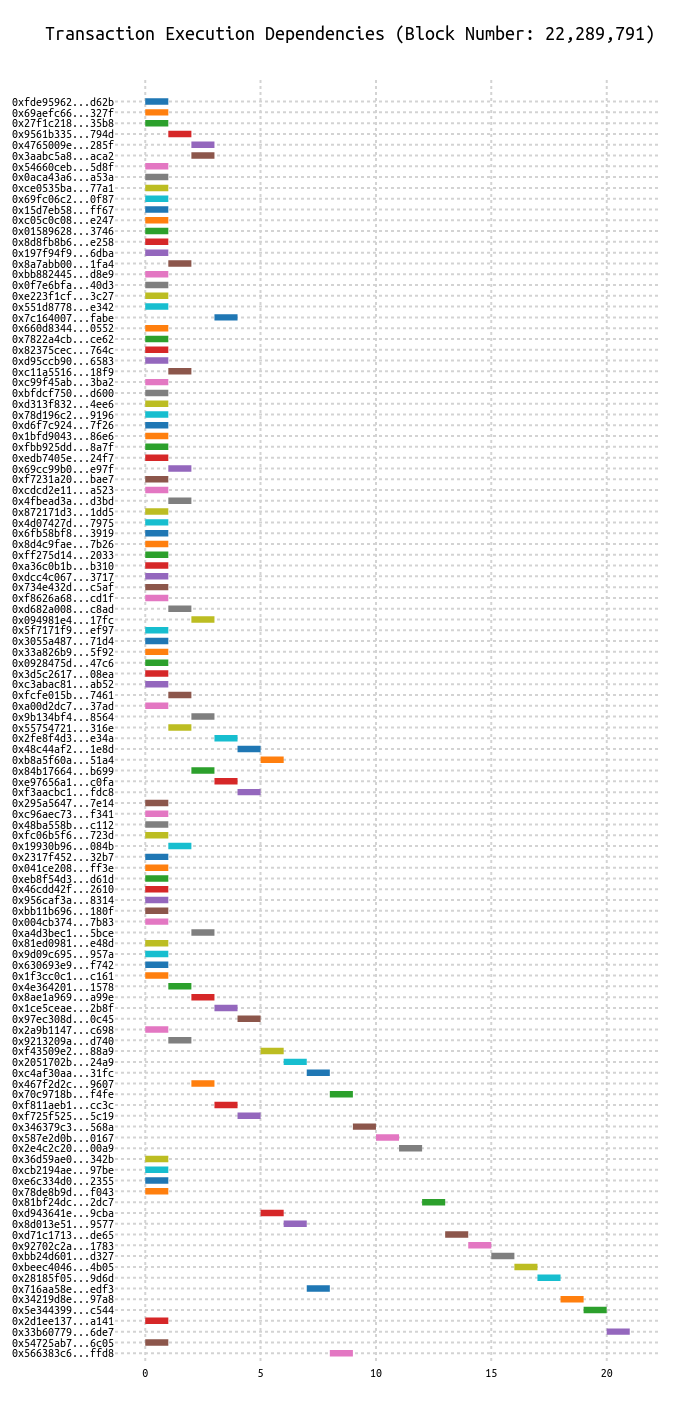 Transaction Execution Dependencies (Block Number: 22,289,791)
0xfde95962...d62b
0x69aefc66...327f
0x27f1c218...35b8
0x9561b335...794d
0x4765009e...285f
0x3aabc5a8...aca2
0x54660ceb...5d8f
0x0aca43a6...a53a
0xce0535ba...77a1
0x69fc06c2...0f87
0x15d7eb58...ff67
0xc05c0c08...e247
0x01589628...3746
0x8d8fb8b6...e258
0x197f94f9...6dba
0x8a7abb00...1fa4
0xbb882445...d8e9
0x0f7e6bfa...40d3
0xe223f1cf...3c27
0x551d8778...e342
0x7c164007...fabe
0x660d8344...0552
0x7822a4cb...ce62
0x82375cec...764c
0xd95ccb90...6583
0xc11a5516...18f9
0xc99f45ab...3ba2
0xbfdcf750...d600
0xd313f832...4ee6
0x78d196c2...9196
0xd6f7c924...7f26
0x1bfd9043...86e6
0xfbb925dd...8a7f
0xedb7405e...24f7
0x69cc99b0...e97f
0xf7231a20...bae7
0xcdcd2e11...a523
0x4fbead3a...d3bd
0x872171d3...1dd5
0x4d07427d...7975
0x6fb58bf8...3919
0x8d4c9fae...7b26
0xff275d14...2033
0xa36c0b1b...b310
0xdcc4c067...3717
0x734e432d...c5af
0xf8626a68...cd1f
0xd682a008...c8ad
0x094981e4...17fc
0x5f7171f9...ef97
0x3055a487...71d4
0x33a826b9...5f92
0x0928475d...47c6
0x3d5c2617...08ea
0xc3abac81...ab52
0xfcfe015b...7461
0xa00d2dc7...37ad
0x9b134bf4...8564
0x55754721...316e
0x2fe8f4d3...e34a
0x48c44af2...1e8d
0xb8a5f60a...51a4
0x84b17664...b699
0xe97656a1...c0fa
0xf3aacbc1...fdc8
0x295a5647...7e14
0xc96aec73...f341
0x48ba558b...c112
0xfc06b5f6...723d
0x19930b96...084b
0x2317f452...32b7
0x041ce208...ff3e
0xeb8f54d3...d61d
0x46cdd42f...2610
0x956caf3a...8314
0xbb11b696...180f
0x004cb374...7b83
0xa4d3bec1...5bce
0x81ed0981...e48d
0x9d09c695...957a
0x630693e9...f742
0x1f3cc0c1...c161
0x4e364201...1578
0x8ae1a969...a99e
0x1ce5ceae...2b8f
0x97ec308d...0c45
0x2a9b1147...c698
0x9213209a...d740
0xf43509e2...88a9
0x2051702b...24a9
0xc4af30aa...31fc
0x467f2d2c...9607
0x70c9718b...f4fe
0xf811aeb1...cc3c
0xf725f525...5c19
0x346379c3...568a
0x587e2d0b...0167
0x2e4c2c20...00a9
0x36d59ae0...342b
0xcb2194ae...97be
0xe6c334d0...2355
0x78de8b9d...f043
0x81bf24dc...2dc7
0xd943641e...9cba
0x8d013e51...9577
0xd71c1713...de65
0x92702c2a...1783
0xbb24d601...d327
0xbeec4046...4b05
0x28185f05...9d6d
0x716aa58e...edf3
0x34219d8e...97a8
0x5e344399...c544
0x2d1ee137...a141
0x33b60779...6de7
0x54725ab7...6c05
0x566383c6...ffd8
0 5 10 15 20